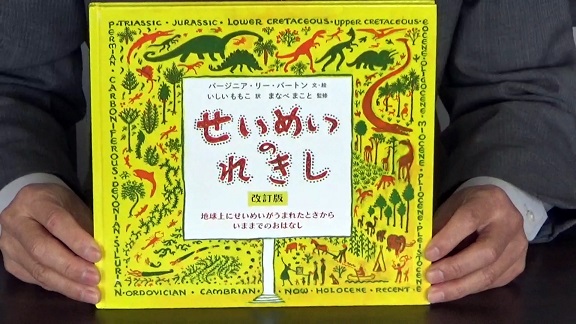 P-TRIASSIC • JURASSIC • LOWER CRETACEOUS • UPPER CRETACEOUS •
EOCENE • OLIGOCENE • MIOCENE • PLIOCENE • PLEISTOCENE
PERMIAN • CARBONIFEROUS • DEVONIAN • SILURIAN
バージニア・リー・バートン 文・絵
いしいももこ 訳 まなべまこと 監修
せいめい
の
れきし
改訂版
地球上にせいめいがうまれたときから
いままでのおはなし
ORDOVICIAN • CAMBRIAN • NOW • HOLOCENE • RECENT •